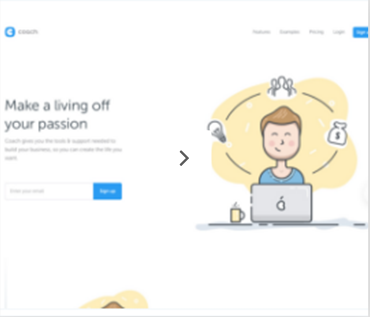 coach
Features Examples Pricing Login Sign up
Make a living off
your passion
Coach gives you the tools & support needed to
build your business, so you can create the life you
want.
Enter your email
Sign up
$